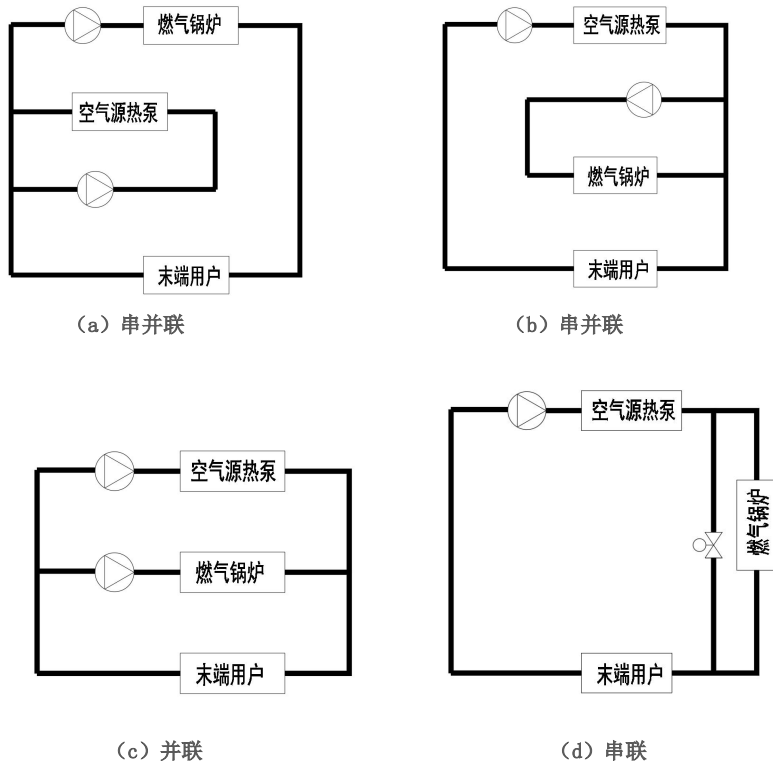 燃气锅炉
空气源热泵
末端用户
(a)串并联
空气源热泵
燃气锅炉
末端用户
(b)串并联
空气源热泵
燃气锅炉
末端用户
(c)并联
空气源热泵
燃气锅炉
末端用户
(d)串联